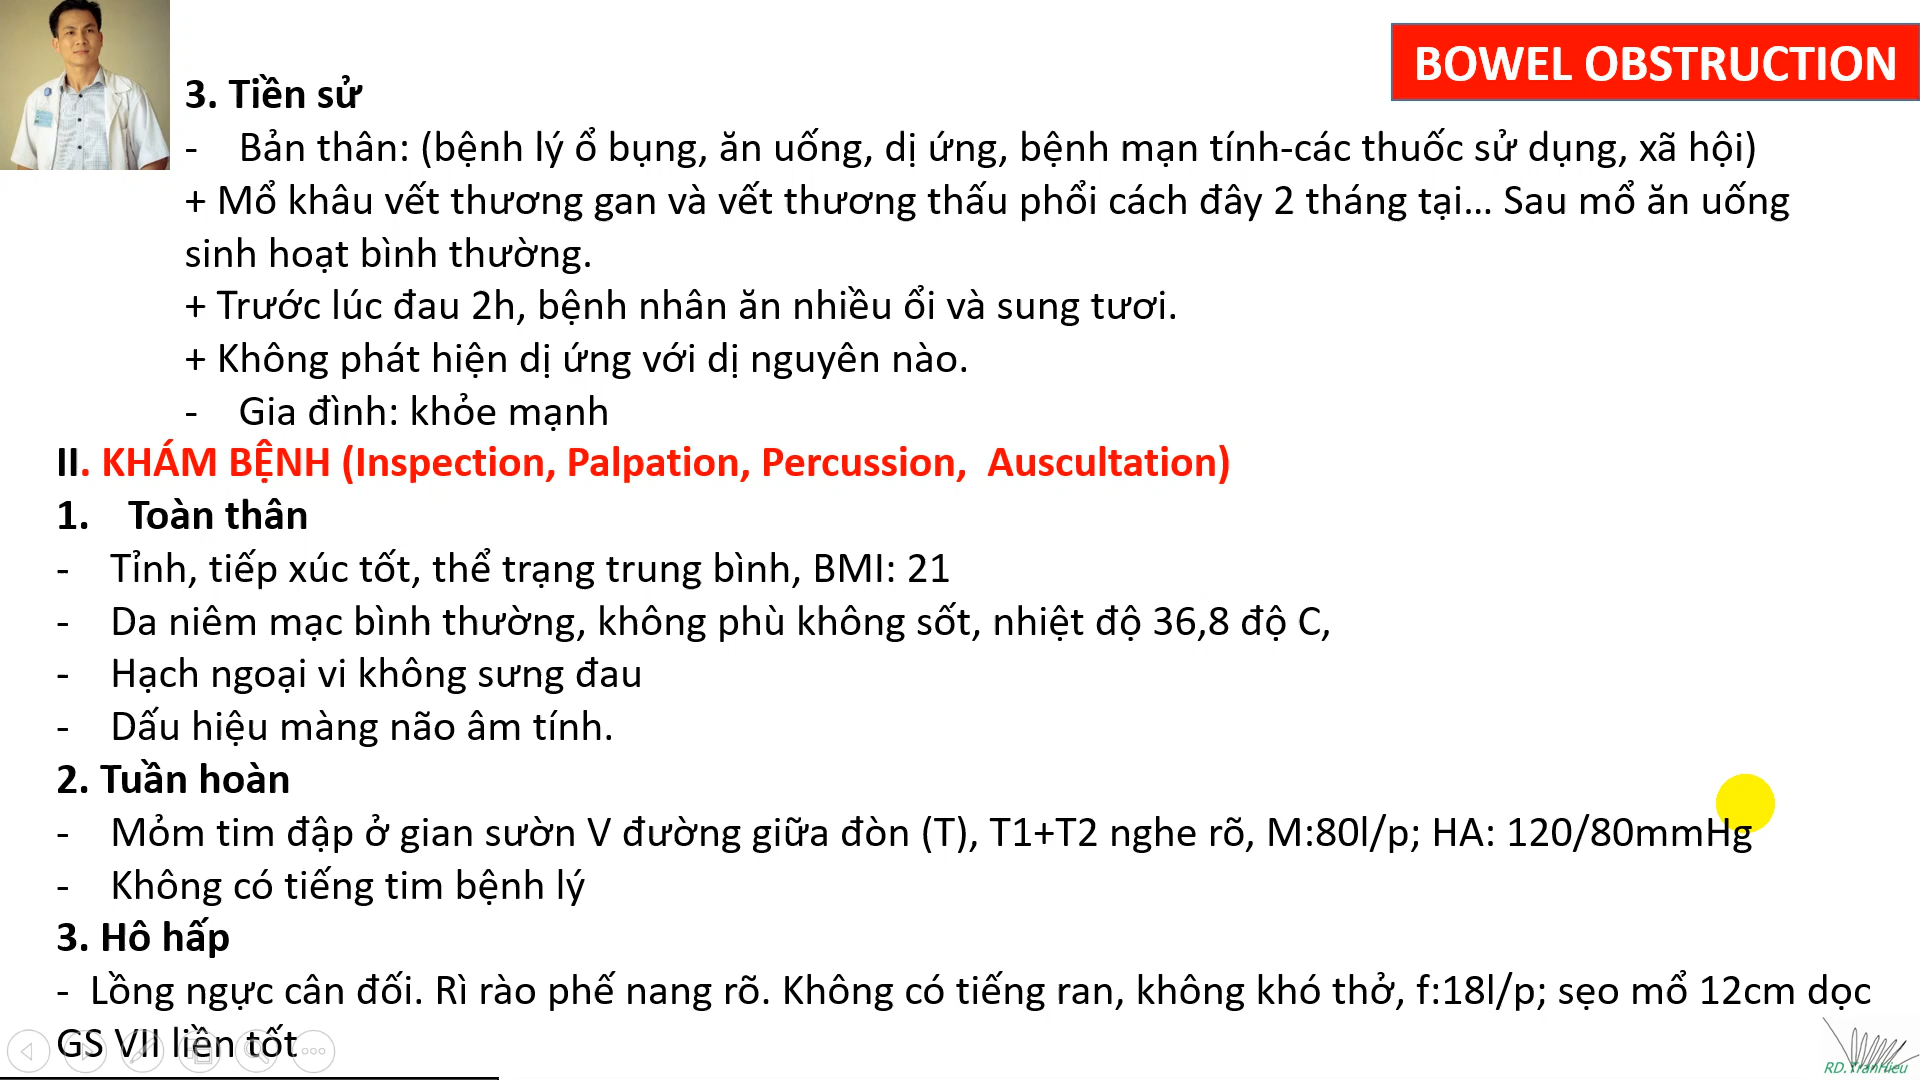 BOWEL OBSTRUCTION
3. Tiền sử
- Bản thân: (bệnh lý ổ bụng, ăn uống, dị ứng, bệnh mạn tính-các thuốc sử dụng, xã hội)
+ Mổ khâu vết thương gan và vết thương thấu phổi cách đây 2 tháng tại... Sau mổ ăn uống
sinh hoạt bình thường.
+ Trước lúc đau 2h, bệnh nhân ăn nhiều ổi và sung tươi.
+ Không phát hiện dị ứng với dị nguyên nào.
- Gia đình: khỏe mạnh
II. KHÁM BỆNH (Inspection, Palpation, Percussion, Auscultation)
1. Toàn thân
- Tỉnh, tiếp xúc tốt, thể trạng trung bình, BMI: 21
- Da niêm mạc bình thường, không phù không sốt, nhiệt độ 36,8 độ C,
- Hạch ngoại vi không sưng đau
- Dấu hiệu màng não âm tính.
2. Tuần hoàn
- Mỏm tim đập ở gian sườn V đường giữa đòn (T), T1+T2 nghe rõ, M:80l/p; HA: 120/80mmHg
- Không có tiếng tim bệnh lý
3. Hô hấp
- Lồng ngực cân đối. Rì rào phế nang rõ. Không có tiếng ran, không khó thở, f:18l/p; sẹo mổ 12cm dọc
GS VII liền tốt
RD.TranHieu